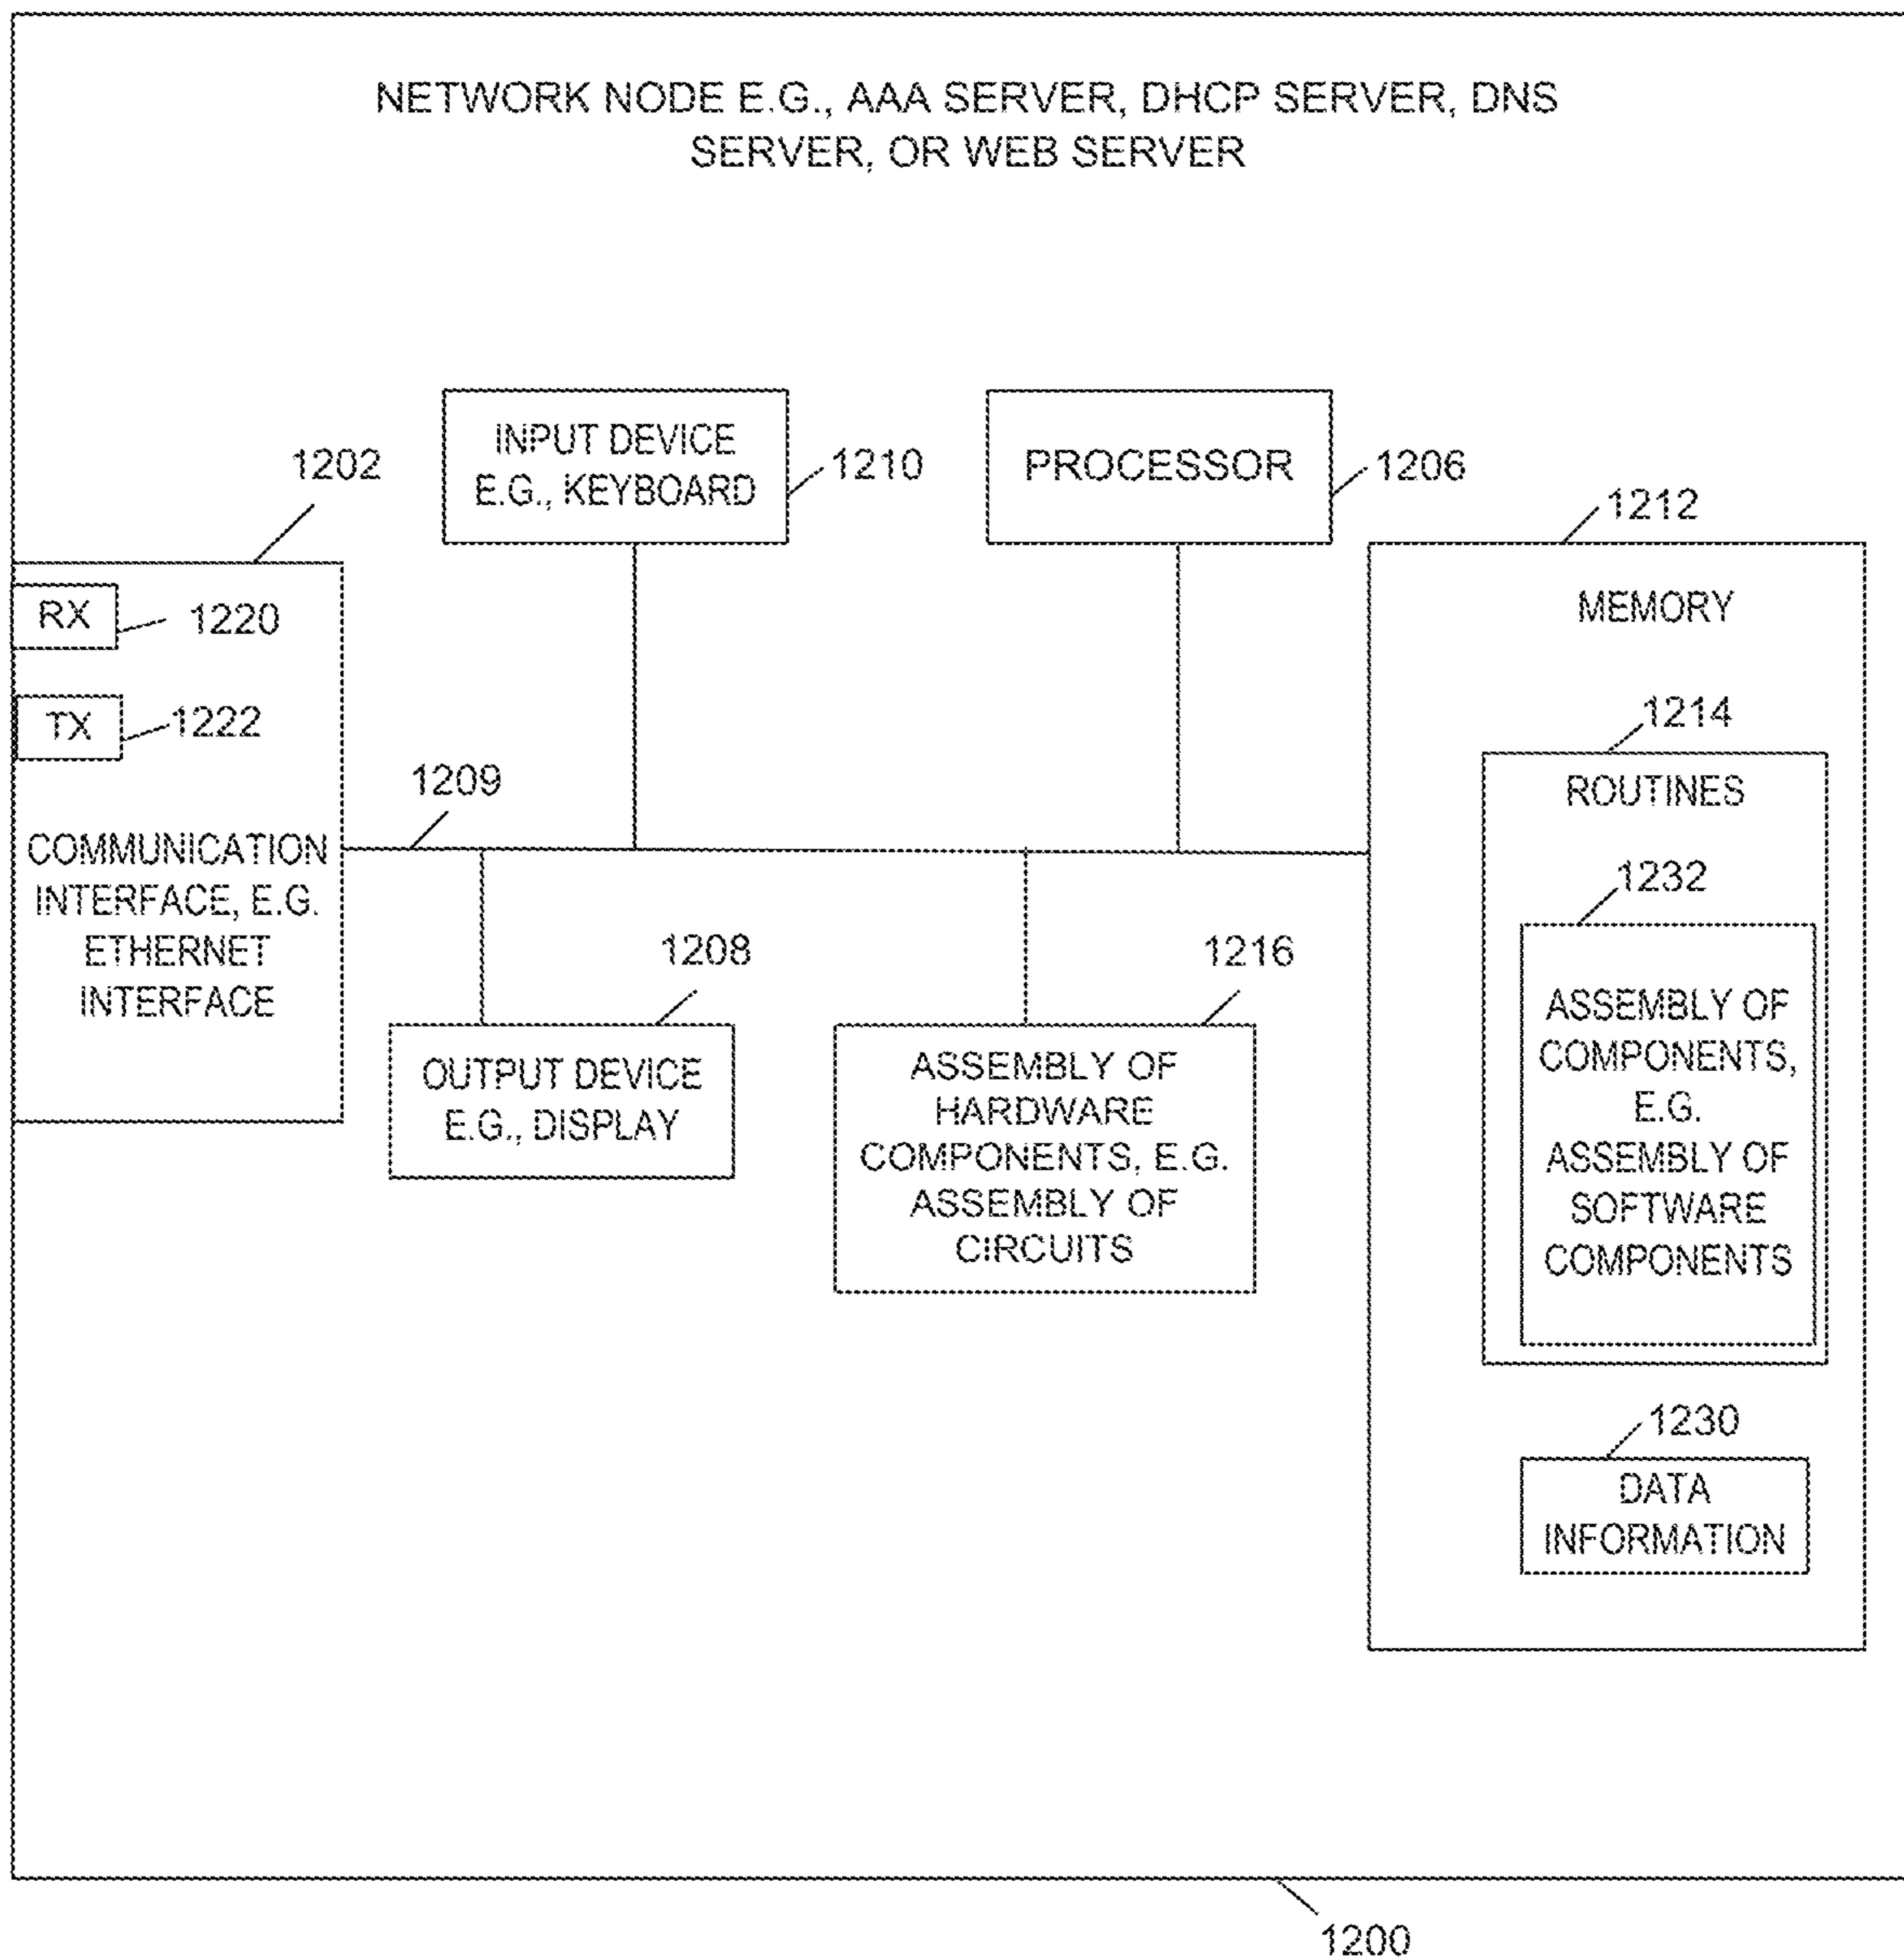 NETWORK NODE E.G., AAA SERVER, DHCP SERVER, DNS
SERVER, OR WEB SERVER
INPUT DEVICE
E.G., KEYBOARD
1210
PROCESSOR
1206
1202
1212
RX
1220
TX
1222
COMMUNICATION
INTERFACE, E.G.
ETHERNET
INTERFACE
1209
MEMORY
1214
ROUTINES
1232
ASSEMBLY OF
COMPONENTS,
E.G.
ASSEMBLY OF
SOFTWARE
COMPONENTS
1208
OUTPUT DEVICE
E.G., DISPLAY
1216
ASSEMBLY OF
HARDWARE
COMPONENTS, E.G.
ASSEMBLY OF
CIRCUITS
1230
DATA
INFORMATION
1200